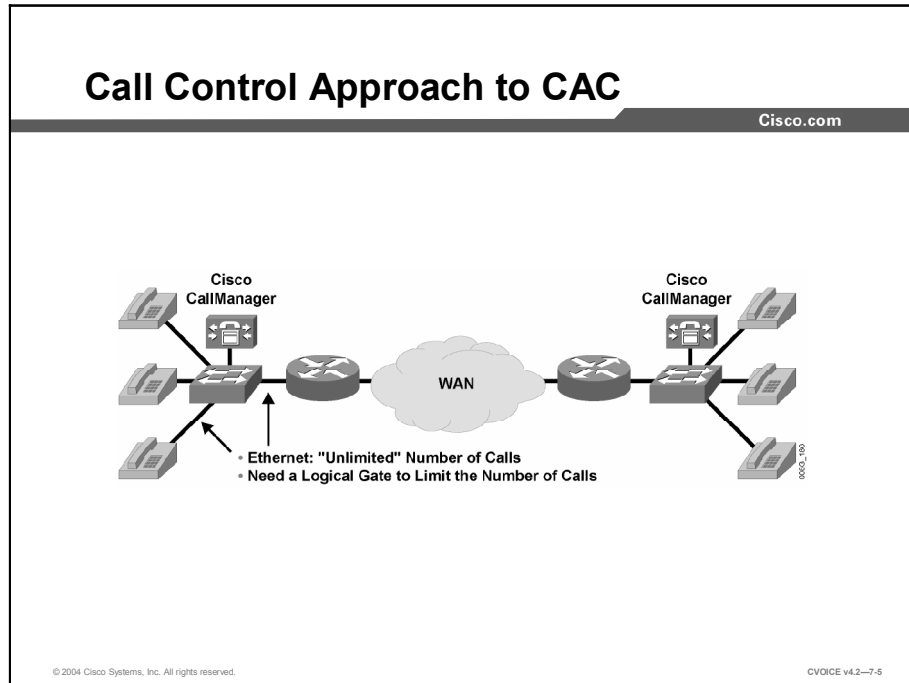 Call Control Approach to CAC
Cisco.com
Cisco
CallManager
Cisco
CallManager
WAN
• Ethernet: "Unlimited" Number of Calls
• Need a Logical Gate to Limit the Number of Calls
© 2004 Cisco Systems, Inc. All rights reserved.
CVOICE v4.2—7-5